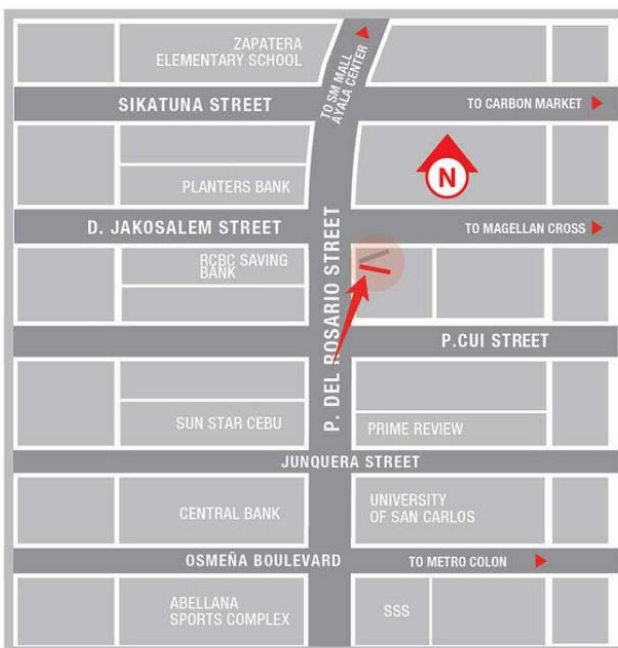 ZAPATERA
ELEMENTARY SCHOOL
TO SM MALL
AYALA CENTER
SIKATUNA STREET
TO CARBON MARKET
PLANTERS BANK
N
D. JAKOSALEM STREET
TO MAGELLAN CROSS
RCBC SAVING
BANK
P. DEL ROSARIO STREET
P.CUI STREET
SUN STAR CEBU
PRIME REVIEW
JUNQUERA STREET
CENTRAL BANK
UNIVERSITY
OF SAN CARLOS
OSMEÑA BOULEVARD
TO METRO COLON
ABELLANA
SPORTS COMPLEX
SSS